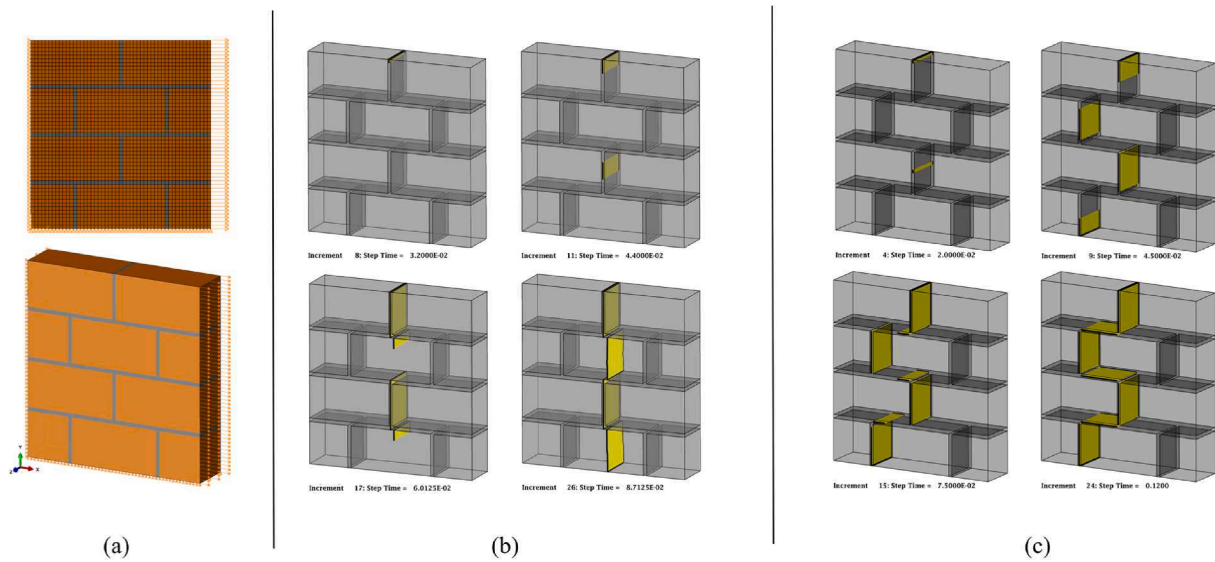 Increment 8: Step Time = 3.2000E-02
Increment 11: Step Time = 4.4000E-02
Increment 17: Step Time = 6.0125E-02
Increment 26: Step Time = 8.7125E-02
Increment 4: Step Time = 2.0000E-02
Increment 9: Step Time = 4.5000E-02
Increment 15: Step Time = 7.5000E-02
Increment 24: Step Time = 0.1200
Y
Z
X
(a)
(b)
(c)